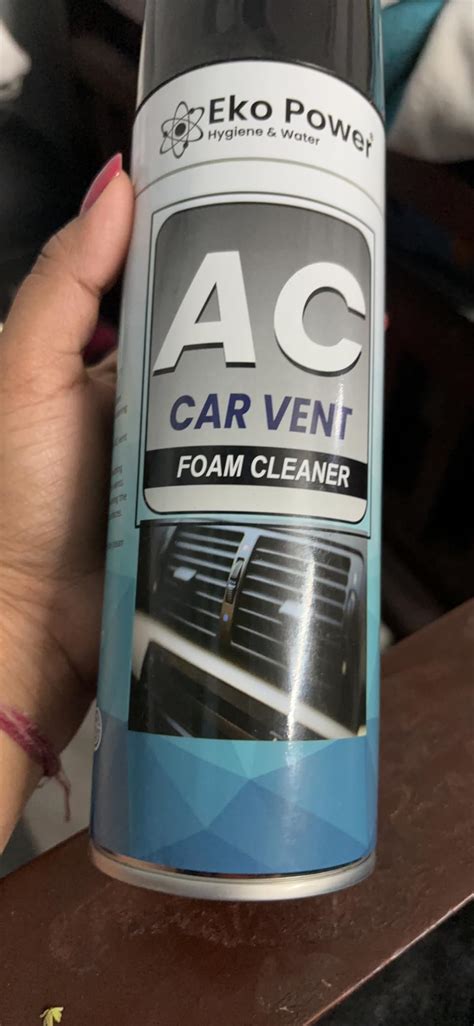 Eko Power
Hygiene & Water
AC
CAR VENT
FOAM CLEANER